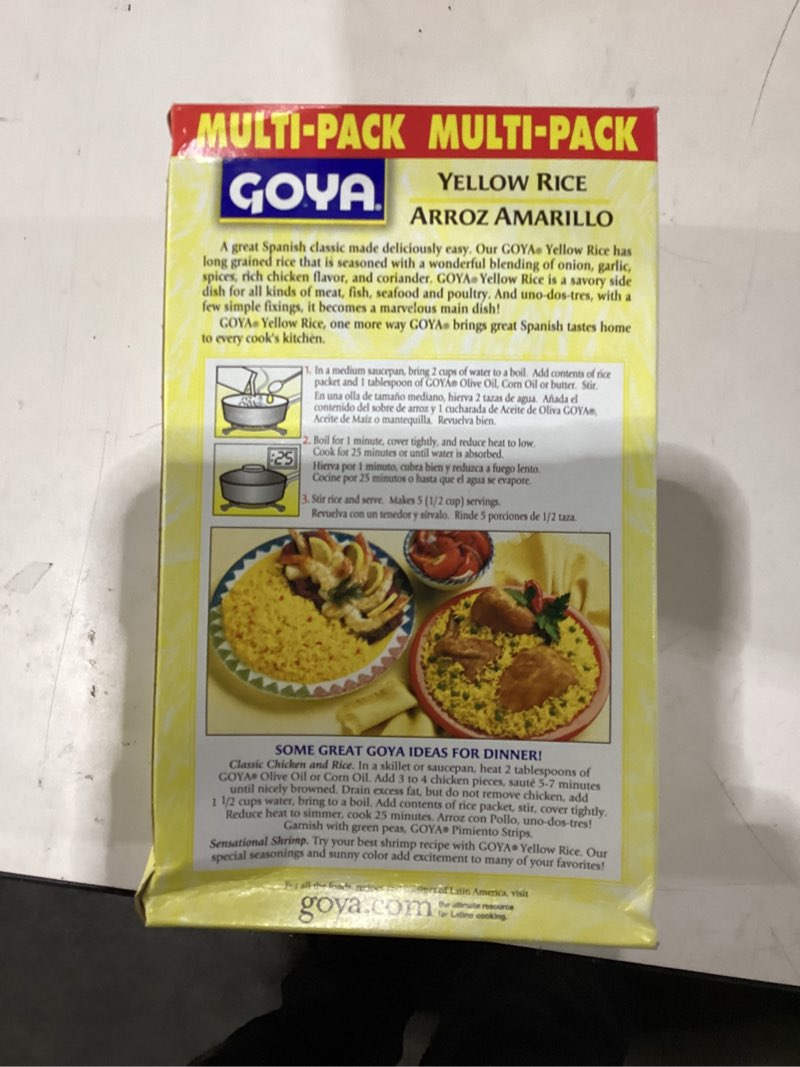 MULTI-PACK MULTI-PACK
GOYA®
YELLOW RICE
ARROZ AMARILLO
A great Spanish classic made deliciously easy. Our GOYA® Yellow Rice has
long grained rice that is seasoned with a wonderful blending of onion, garlic,
spices, rich chicken flavor, and coriander. GOYA® Yellow Rice is a savory side
dish for all kinds of meat, fish, seafood and poultry. And uno-dos-tres, with a
few simple fixings, it becomes a marvelous main dish!
GOYA® Yellow Rice, one more way GOYA® brings great Spanish tastes home
to every cook's kitchen.
1. In a medium saucepan, bring 2 cups of water to a boil. Add contents of rice
packet and 1 tablespoon of GOYA® Olive Oil, Corn Oil or butter. Stir.
En una olla de tamaño mediano, hierva 2 tazas de agua. Añada el
contenido del sobre de arroz y 1 cucharada de Aceite de Oliva GOYA®,
Aceite de Maíz o mantequilla. Revuelva bien.
:25
2. Boil for 1 minute, cover tightly, and reduce heat to low.
Cook for 25 minutes or until water is absorbed.
Hierva por 1 minuto, cubra bien y reduzca a fuego lento.
Cocine por 25 minutos o hasta que el agua se evapore.
3. Stir rice and serve. Makes 5 (1/2 cup) servings.
Revuelva con un tenedor y sírvalo. Rinde 5 porciones de 1/2 taza.
SOME GREAT GOYA IDEAS FOR DINNER!
Classic Chicken and Rice. In a skillet or saucepan, heat 2 tablespoons of
GOYA® Olive Oil or Corn Oil. Add 3 to 4 chicken pieces, sauté 5-7 minutes
until nicely browned. Drain excess fat, but do not remove chicken, add
1 1/2 cups water, bring to a boil. Add contents of rice packet, stir, cover tightly.
Reduce heat to simmer, cook 25 minutes. Arroz con Pollo, uno-dos-tres!
Garnish with green peas, GOYA® Pimiento Strips.
Sensational Shrimp. Try your best shrimp recipe with GOYA® Yellow Rice. Our
special seasonings and sunny color add excitement to many of your favorites!
For all the foods, recipes of Latin America, visit
goya.com
the ultimate resource
for Latino cooking.